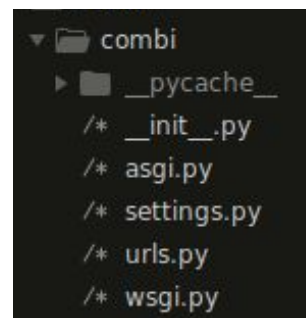 combi
__pycache__
/* __init__.py
/* asgi.py
/* settings.py
/* urls.py
/* wsgi.py